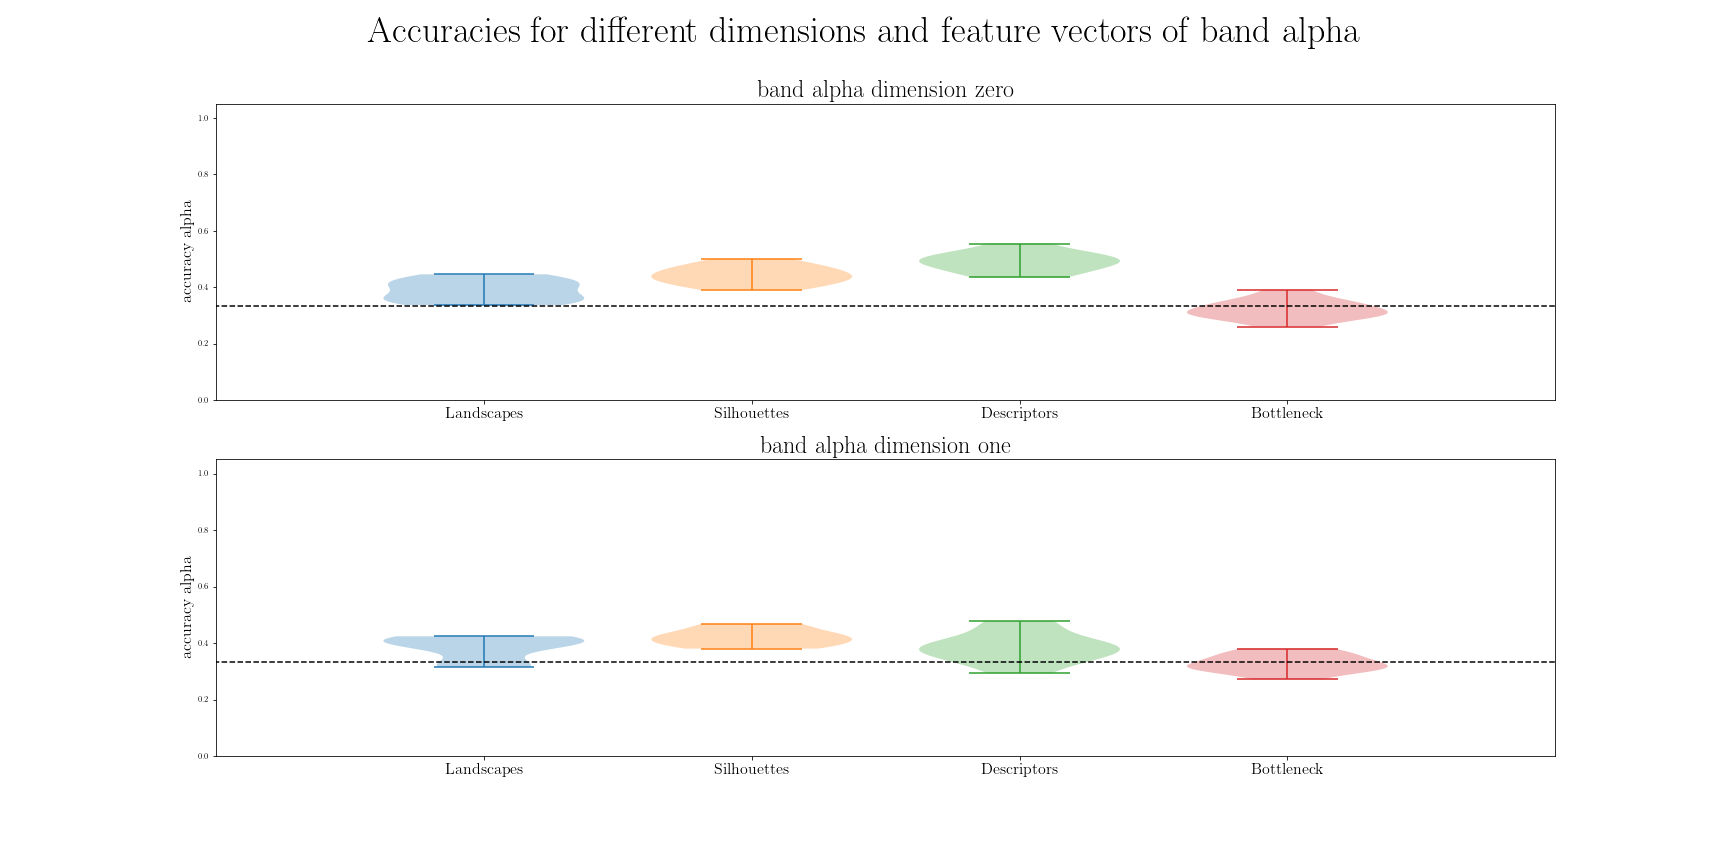 Accuracies for different dimensions and feature vectors of band alpha
band alpha dimension zero
1.0
0.8
0.6
0.4
0.2
0.0
accuracy alpha
Landscapes Silhouettes Descriptors Bottleneck
band alpha dimension one
1.0
0.8
0.6
0.4
0.2
0.0
accuracy alpha
Landscapes Silhouettes Descriptors Bottleneck